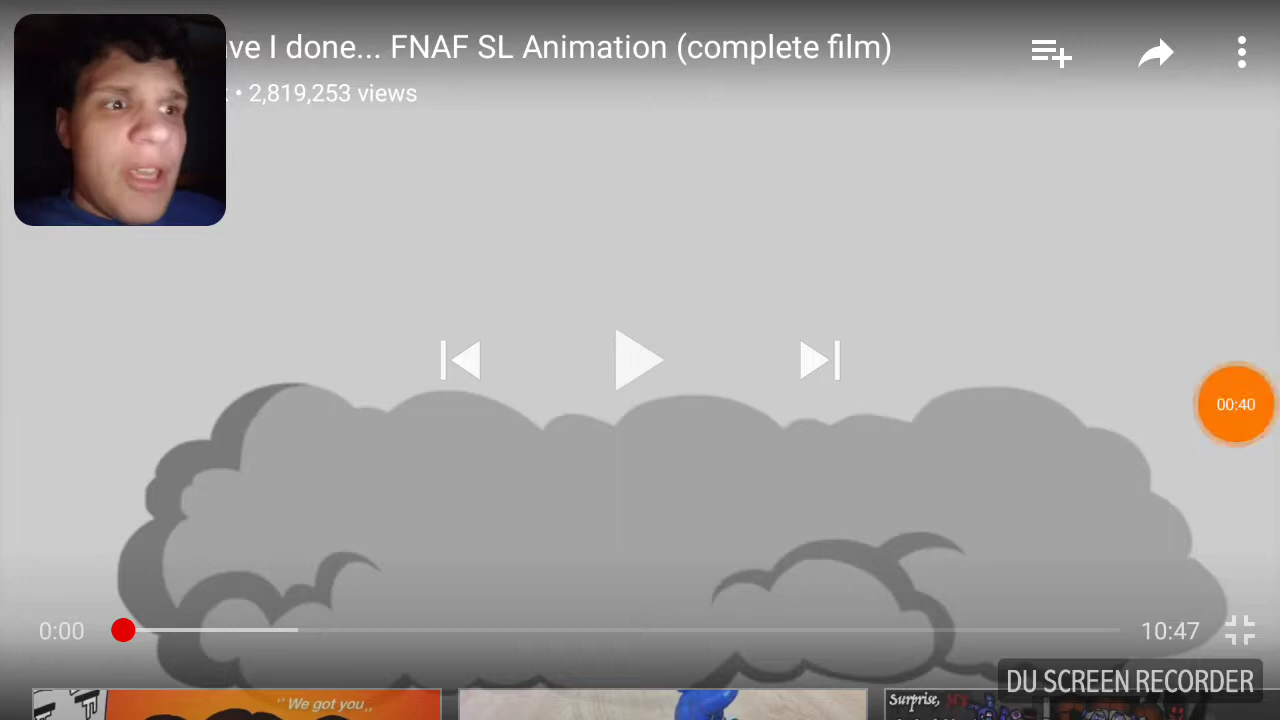 ve I done... FNAF SL Animation (complete film)
• 2,819,253 views
00:40
0:00
10:47
DU SCREEN RECORDER
‘‘ We got you,,
Surprise,